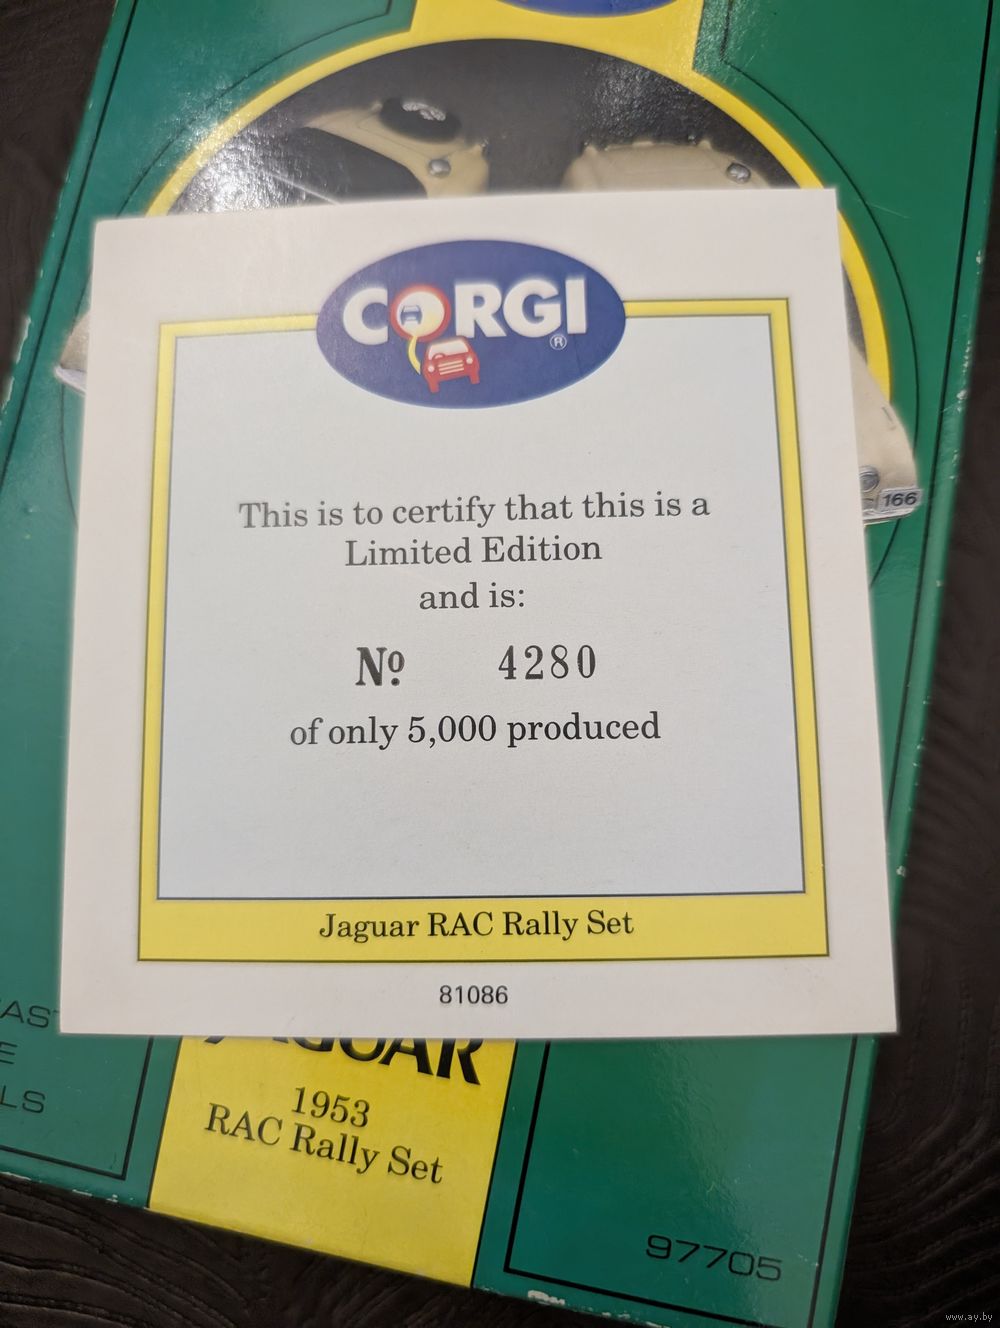 CORGI
®
This is to certify that this is a
Limited Edition
and is:
Nº 4280
of only 5,000 produced
Jaguar RAC Rally Set
81086
166
1953
RAC Rally Set
97705
www.ay.by